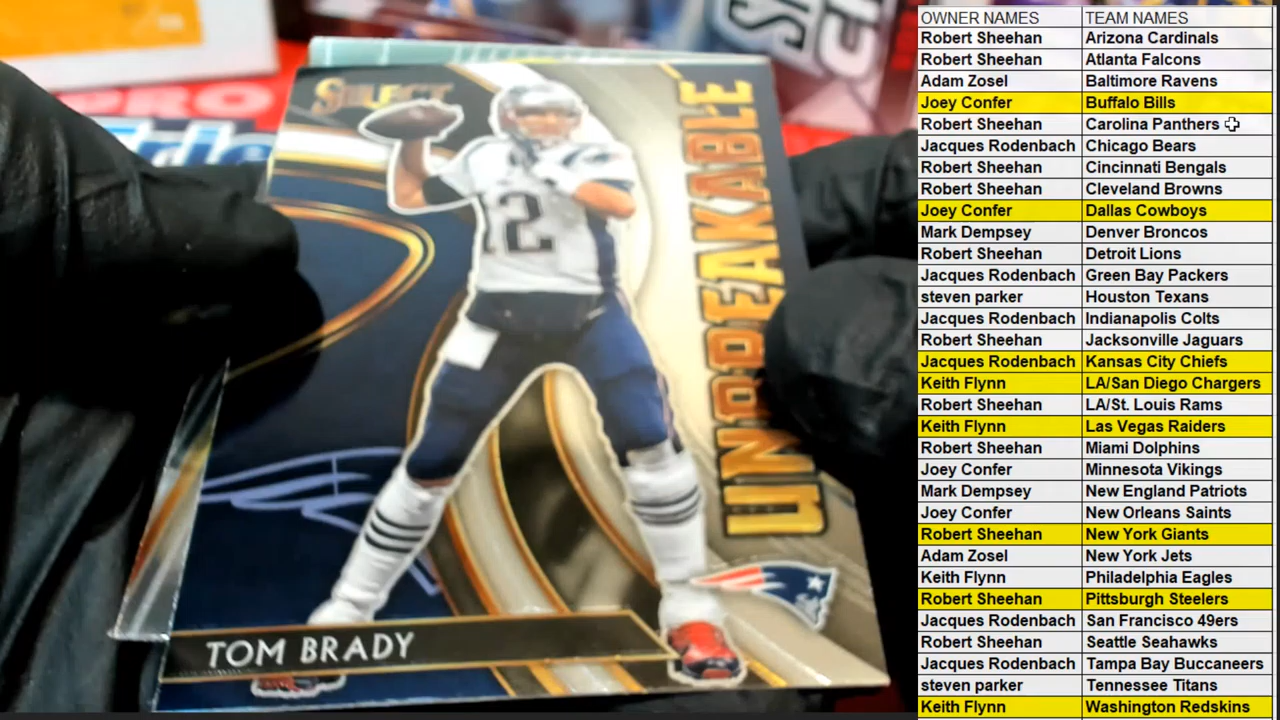 SELECT
UNBREAKABLE
12
TOM BRADY
PRO
OWNER NAMES TEAM NAMES
Robert Sheehan Arizona Cardinals
Robert Sheehan Atlanta Falcons
Adam Zosel Baltimore Ravens
Joey Confer Buffalo Bills
Robert Sheehan Carolina Panthers
Jacques Rodenbach Chicago Bears
Robert Sheehan Cincinnati Bengals
Robert Sheehan Cleveland Browns
Joey Confer Dallas Cowboys
Mark Dempsey Denver Broncos
Robert Sheehan Detroit Lions
Jacques Rodenbach Green Bay Packers
steven parker Houston Texans
Jacques Rodenbach Indianapolis Colts
Robert Sheehan Jacksonville Jaguars
Jacques Rodenbach Kansas City Chiefs
Keith Flynn LA/San Diego Chargers
Robert Sheehan LA/St. Louis Rams
Keith Flynn Las Vegas Raiders
Robert Sheehan Miami Dolphins
Joey Confer Minnesota Vikings
Mark Dempsey New England Patriots
Joey Confer New Orleans Saints
Robert Sheehan New York Giants
Adam Zosel New York Jets
Keith Flynn Philadelphia Eagles
Robert Sheehan Pittsburgh Steelers
Jacques Rodenbach San Francisco 49ers
Robert Sheehan Seattle Seahawks
Jacques Rodenbach Tampa Bay Buccaneers
steven parker Tennessee Titans
Keith Flynn Washington Redskins